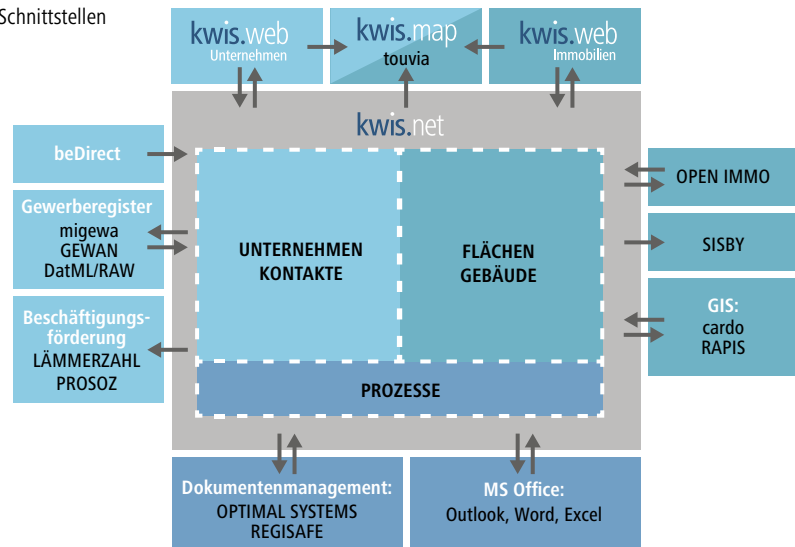 Schnittstellen
kwis.web
Unternehmen
kwis.map
touvia
kwis.web
Immobilien
kwis.net
beDirect
Gewerberegister
migewa
GEWAN
DatML/RAW
Beschäftigungs-
förderung
LÄMMERZAHL
PROSOZ
UNTERNEHMEN
KONTAKTE
FLÄCHEN
GEBÄUDE
PROZESSE
OPEN IMMO
SISBY
GIS:
cardo
RAPIS
Dokumentenmanagement:
OPTIMAL SYSTEMS
REGISAFE
MS Office:
Outlook, Word, Excel